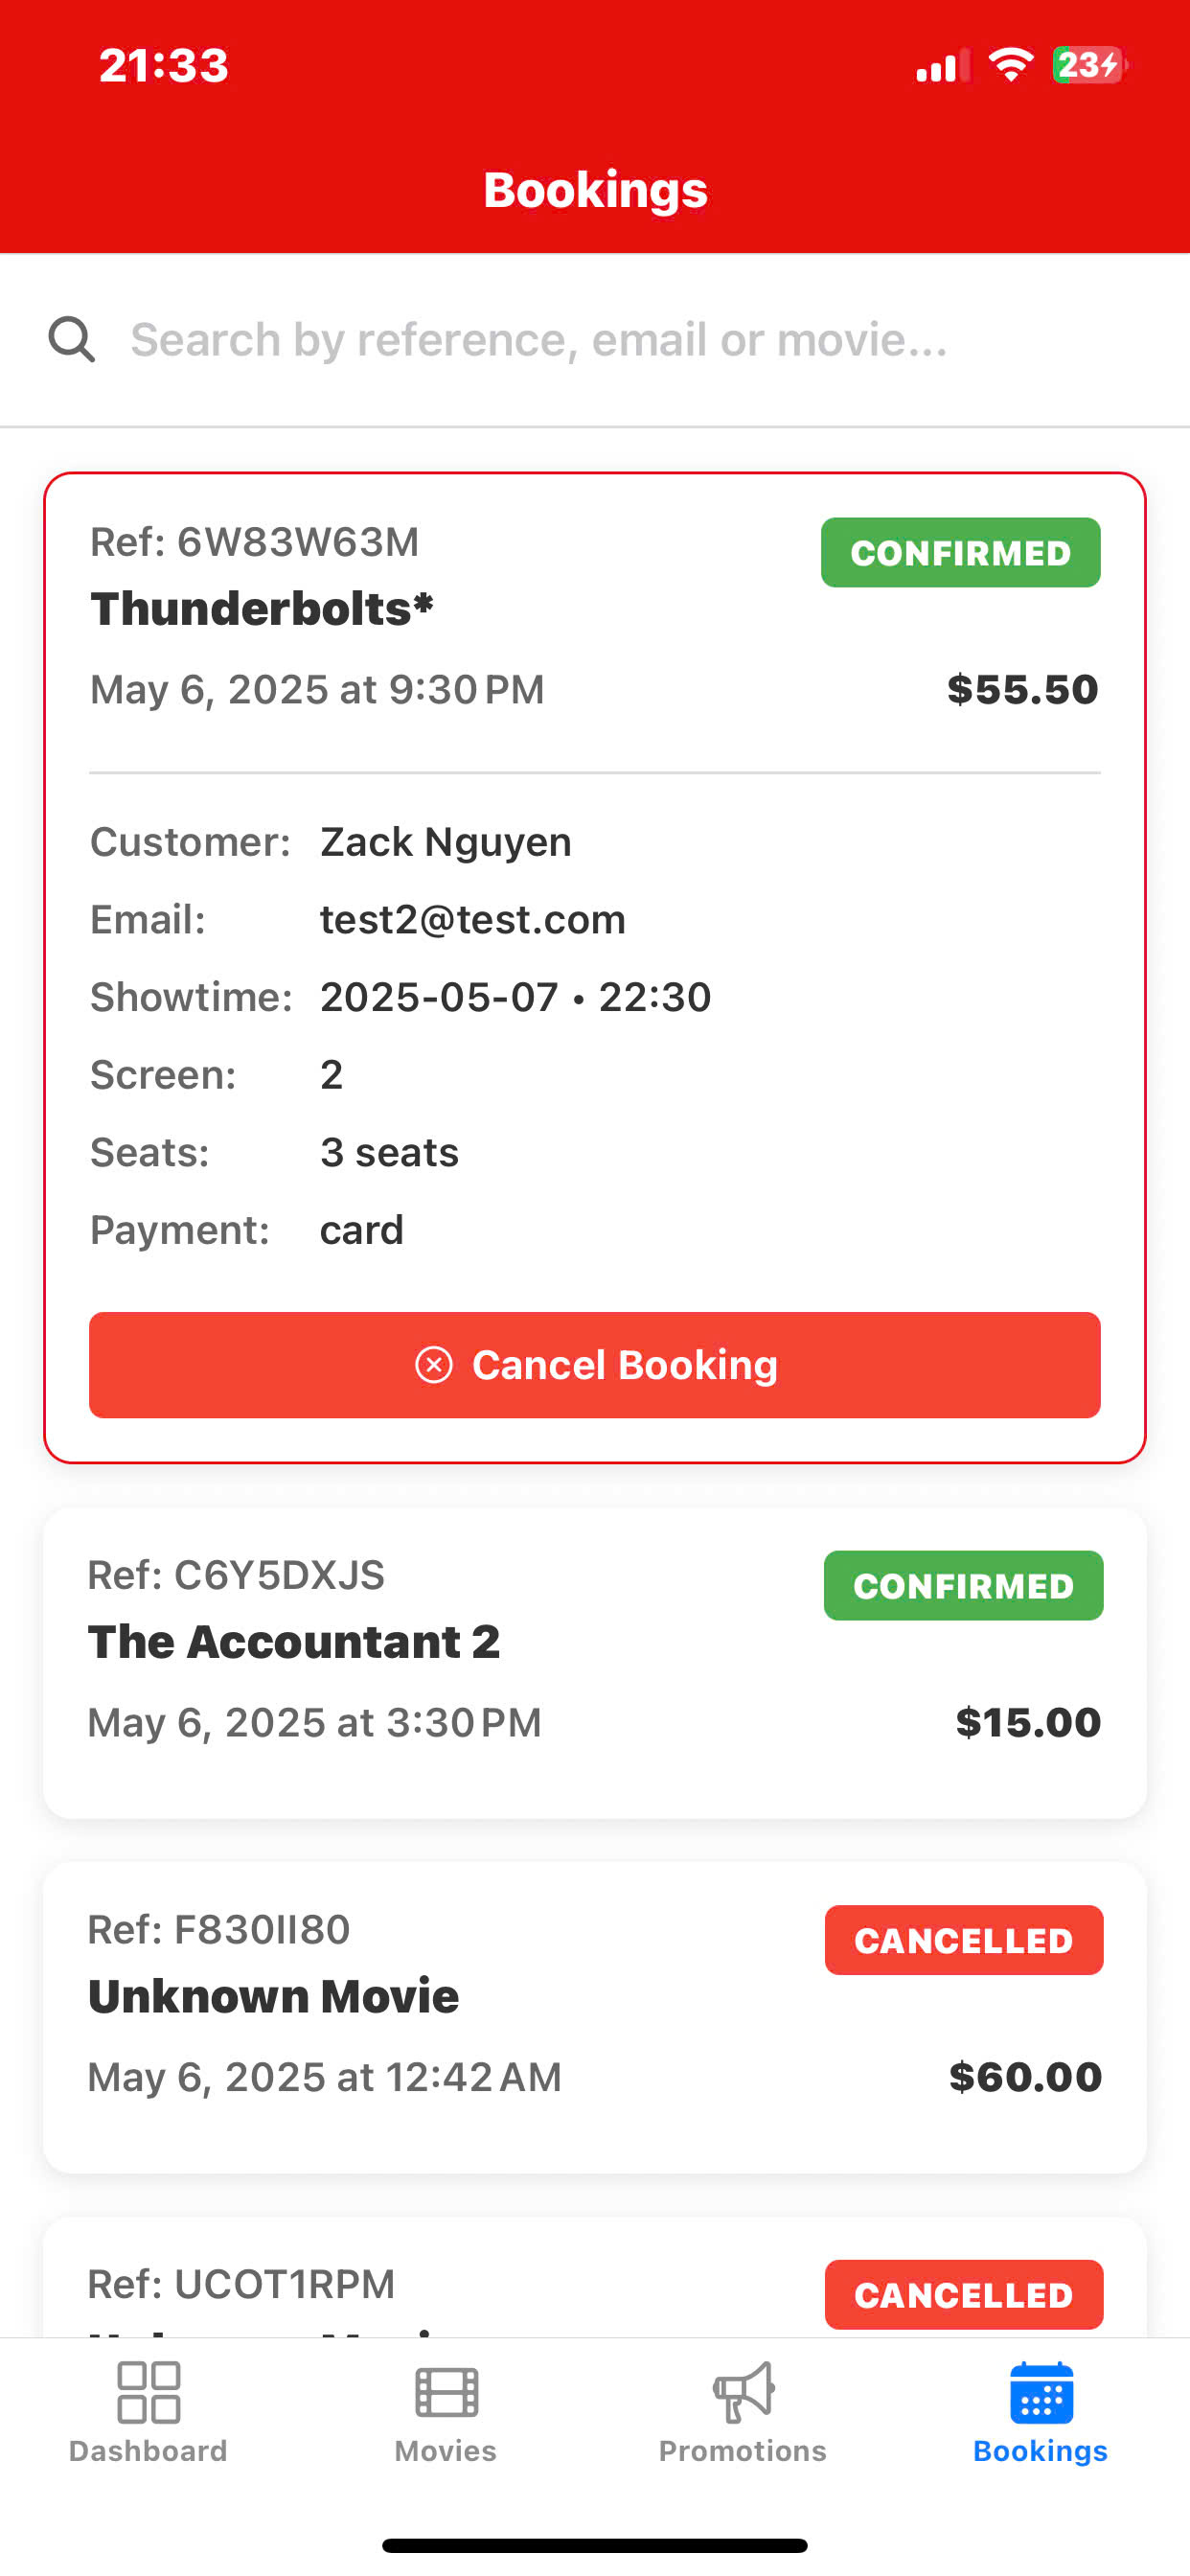 21:33
23
Bookings
Search by reference, email or movie...
Ref: 6W83W63M
CONFIRMED
Thunderbolts*
May 6, 2025 at 9:30 PM
$55.50
Customer: Zack Nguyen
Email: test2@test.com
Showtime: 2025-05-07 • 22:30
Screen: 2
Seats: 3 seats
Payment: card
Cancel Booking
Ref: C6Y5DXJS
CONFIRMED
The Accountant 2
May 6, 2025 at 3:30 PM
$15.00
Ref: F830II80
CANCELLED
Unknown Movie
May 6, 2025 at 12:42 AM
$60.00
Ref: UCOT1RPM
CANCELLED
Dashboard
Movies
Promotions
Bookings